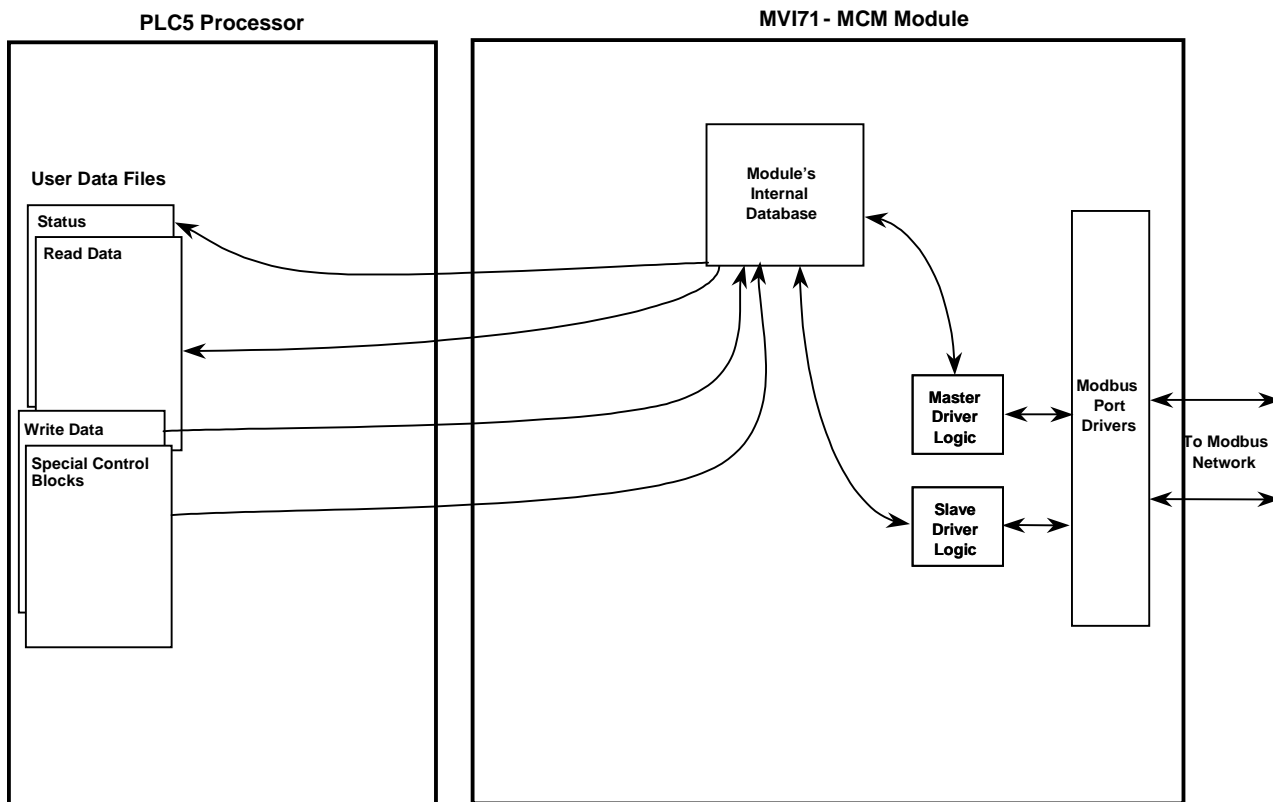 PLC5 Processor
MVI71 - MCM Module
User Data Files
Status
Read Data
Write Data
Special Control
Blocks
Module's
Internal
Database
Master
Driver
Logic
Slave
Driver
Logic
Modbus
Port
Drivers
To Modbus
Network